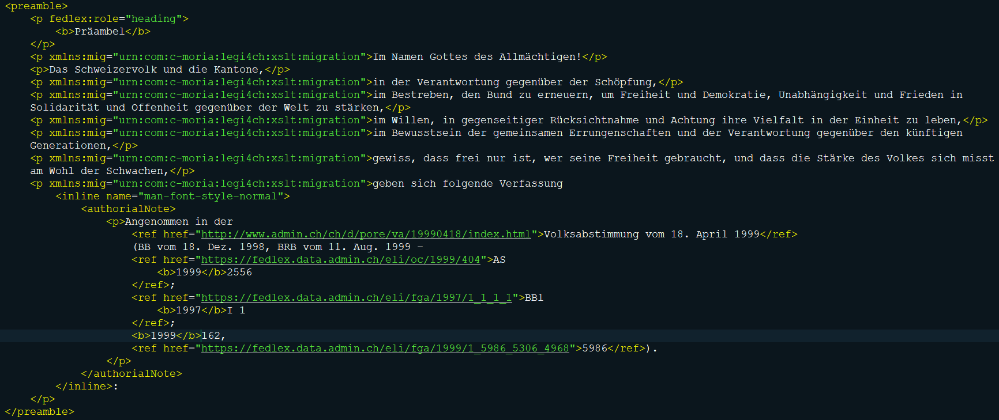 <preamble>
<p fedlex:role="heading">
<b>Präambel</b>
</p>
<p xmlns:mig="urn:com:c-moria:legi4ch:xslt:migration">Im Namen Gottes des Allmächtigen!</p>
<p>Das Schweizervolk und die Kantone,</p>
<p xmlns:mig="urn:com:c-moria:legi4ch:xslt:migration">in der Verantwortung gegenüber der Schöpfung,</p>
<p xmlns:mig="urn:com:c-moria:legi4ch:xslt:migration">im Bestreben, den Bund zu erneuern, um Freiheit und Demokratie, Unabhängigkeit und Frieden in
Solidarität und Offenheit gegenüber der Welt zu stärken,</p>
<p xmlns:mig="urn:com:c-moria:legi4ch:xslt:migration">im Willen, in gegenseitiger Rücksichtnahme und Achtung ihre Vielfalt in der Einheit zu leben,</p>
<p xmlns:mig="urn:com:c-moria:legi4ch:xslt:migration">im Bewusstsein der gemeinsamen Errungenschaften und der Verantwortung gegenüber den künftigen
Generationen,</p>
<p xmlns:mig="urn:com:c-moria:legi4ch:xslt:migration">gewiss, dass frei nur ist, wer seine Freiheit gebraucht, und dass die Stärke des Volkes sich misst
am Wohl der Schwachen,</p>
<p xmlns:mig="urn:com:c-moria:legi4ch:xslt:migration">geben sich folgende Verfassung
<inline name="man-font-style-normal">
<authorialNote>
<p>Angenommen in der
<ref href="http://www.admin.ch/ch/d/pore/va/19990418/index.html">Volksabstimmung vom 18. April 1999</ref>
(BB vom 18. Dez. 1998, BRB vom 11. Aug. 1999 –
<ref href="https://fedlex.data.admin.ch/eli/oc/1999/404">AS
<b>1999</b>2556
</ref>;
<ref href="https://fedlex.data.admin.ch/eli/fga/1997/1_1_1_1">BBl
<b>1997</b>I 1
</ref>;
<b>1999</b>162,
<ref href="https://fedlex.data.admin.ch/eli/fga/1999/1_5986_5306_4968">5986</ref>).
</p>
</authorialNote>
</inline>:
</p>
</preamble>